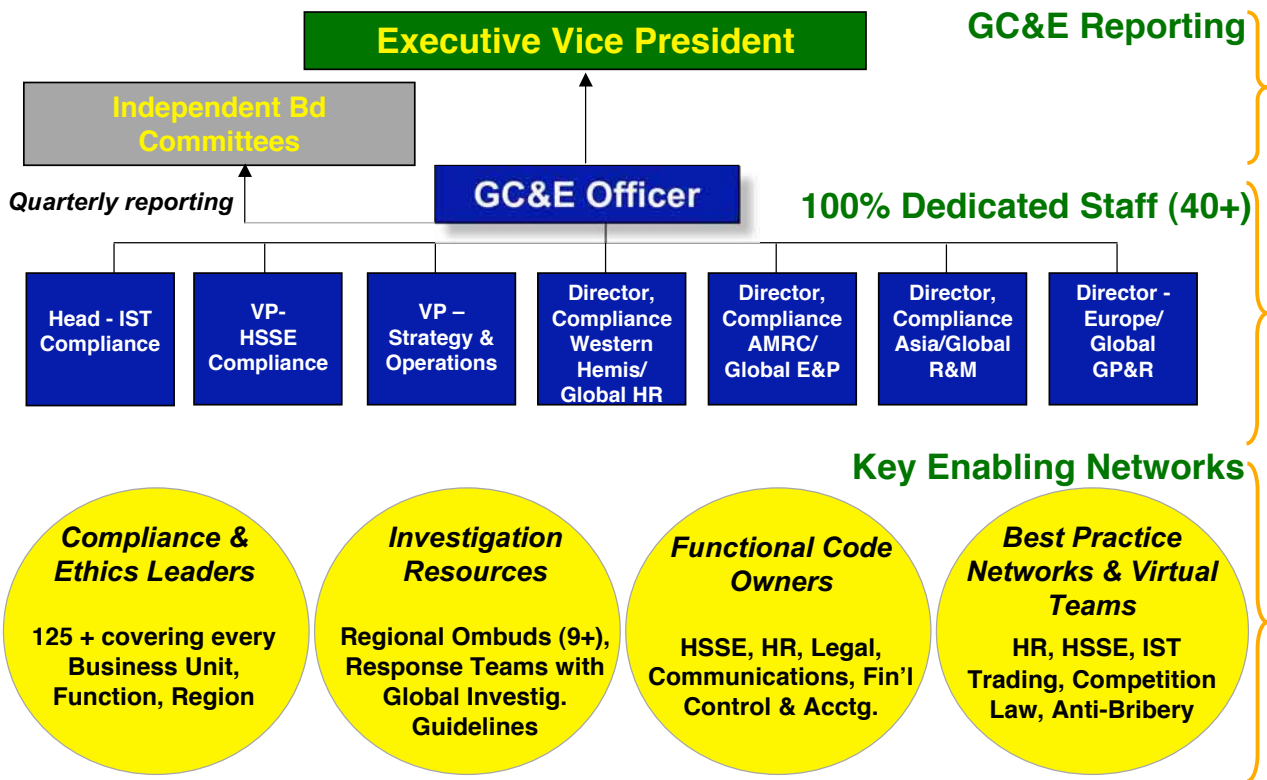 GC&E Reporting
Executive Vice President
Independent Bd
Committees
Quarterly reporting
GC&E Officer
100% Dedicated Staff (40+)
Head - IST
Compliance
VP-
HSSE
Compliance
VP –
Strategy &
Operations
Director,
Compliance
Western
Hemis/
Global HR
Director,
Compliance
AMRC/
Global E&P
Director,
Compliance
Asia/Global
R&M
Director -
Europe/
Global
GP&R
Key Enabling Networks
Compliance &
Ethics Leaders
125 + covering every
Business Unit,
Function, Region
Investigation
Resources
Regional Ombuds (9+),
Response Teams with
Global Investig.
Guidelines
Functional Code
Owners
HSSE, HR, Legal,
Communications, Fin'l
Control & Acctg.
Best Practice
Networks & Virtual
Teams
HR, HSSE, IST
Trading, Competition
Law, Anti-Bribery